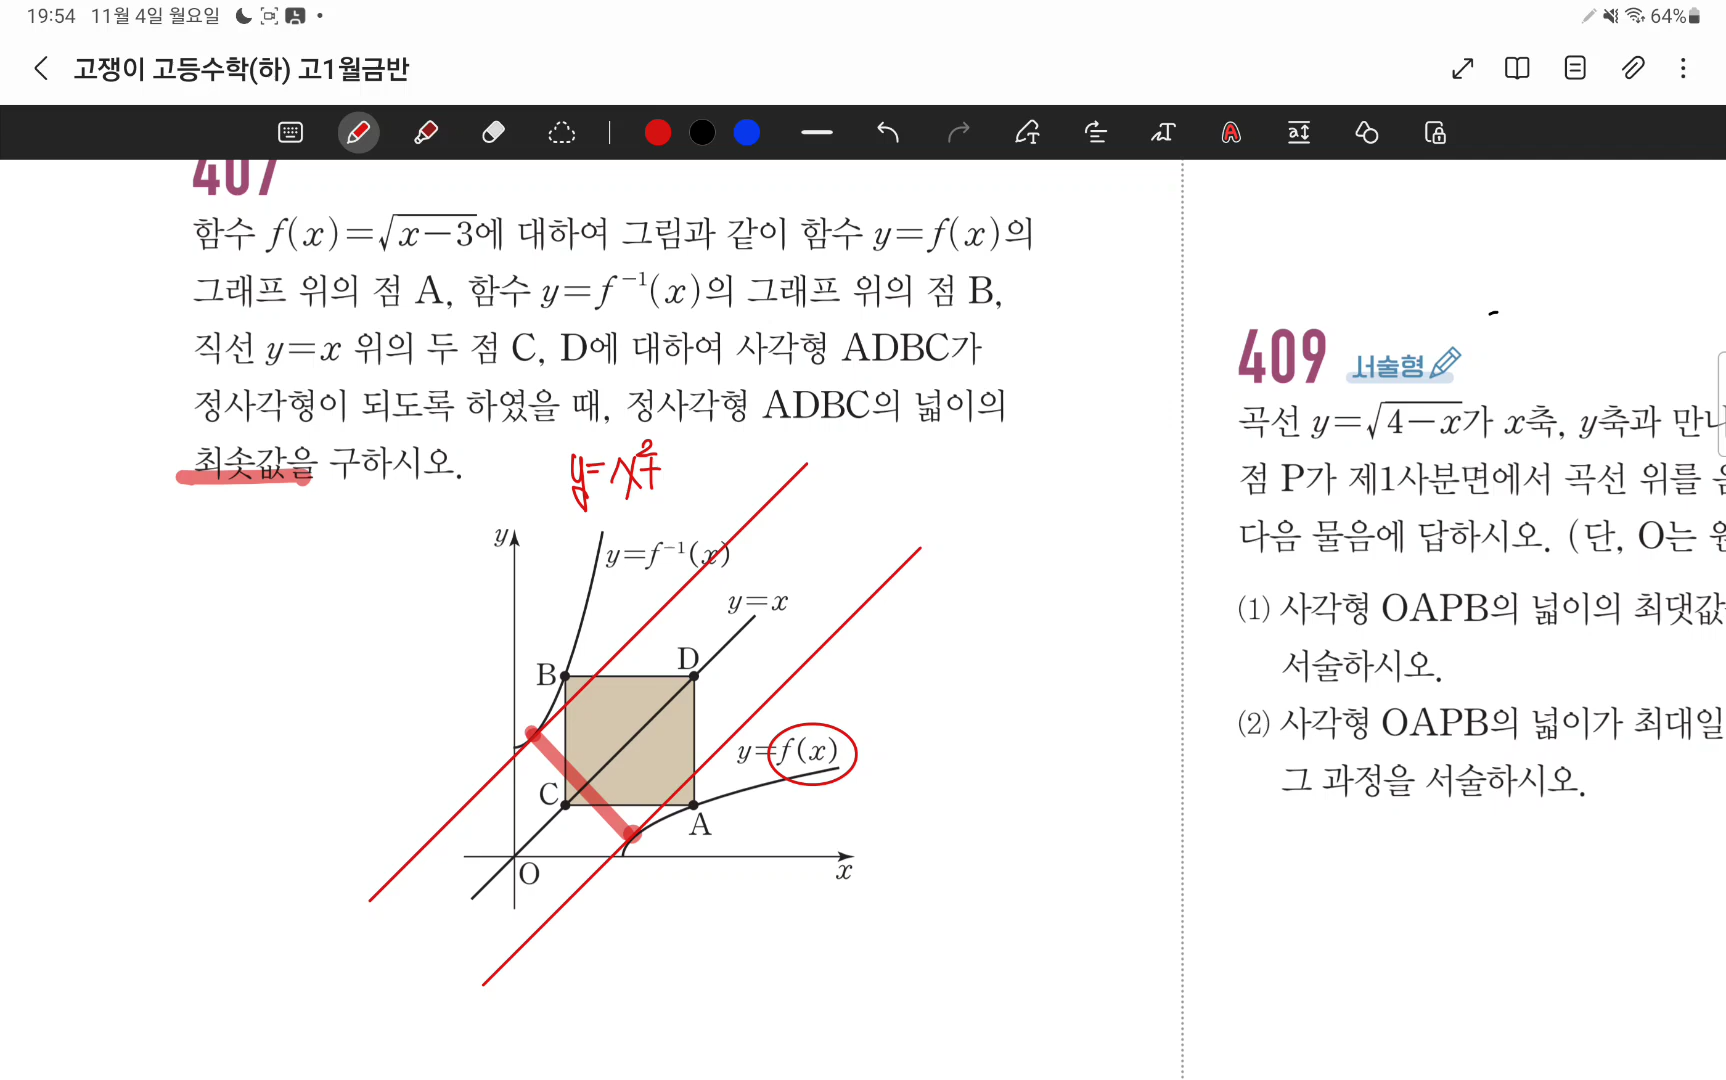 19:54 11월 4일 월요일
64%
고쟁이 고등수학(하) 고1월금반
407
함수 f(x)=√x−3에 대하여 그림과 같이 함수 y=f(x)의
그래프 위의 점 A, 함수 y=f⁻¹(x)의 그래프 위의 점 B,
직선 y=x 위의 두 점 C, D에 대하여 사각형 ADBC가
정사각형이 되도록 하였을 때, 정사각형 ADBC의 넓이의
최솟값을 구하시오.
y=x²+
y
y=f⁻¹(x)
y=x
B
D
y=f(x)
C
A
O
x
409 서술형
곡선 y=√4−x가 x축, y축과 만나
점 P가 제1사분면에서 곡선 위를
다음 물음에 답하시오. (단, O는
(1) 사각형 OAPB의 넓이의 최댓값
서술하시오.
(2) 사각형 OAPB의 넓이가 최대일
그 과정을 서술하시오.